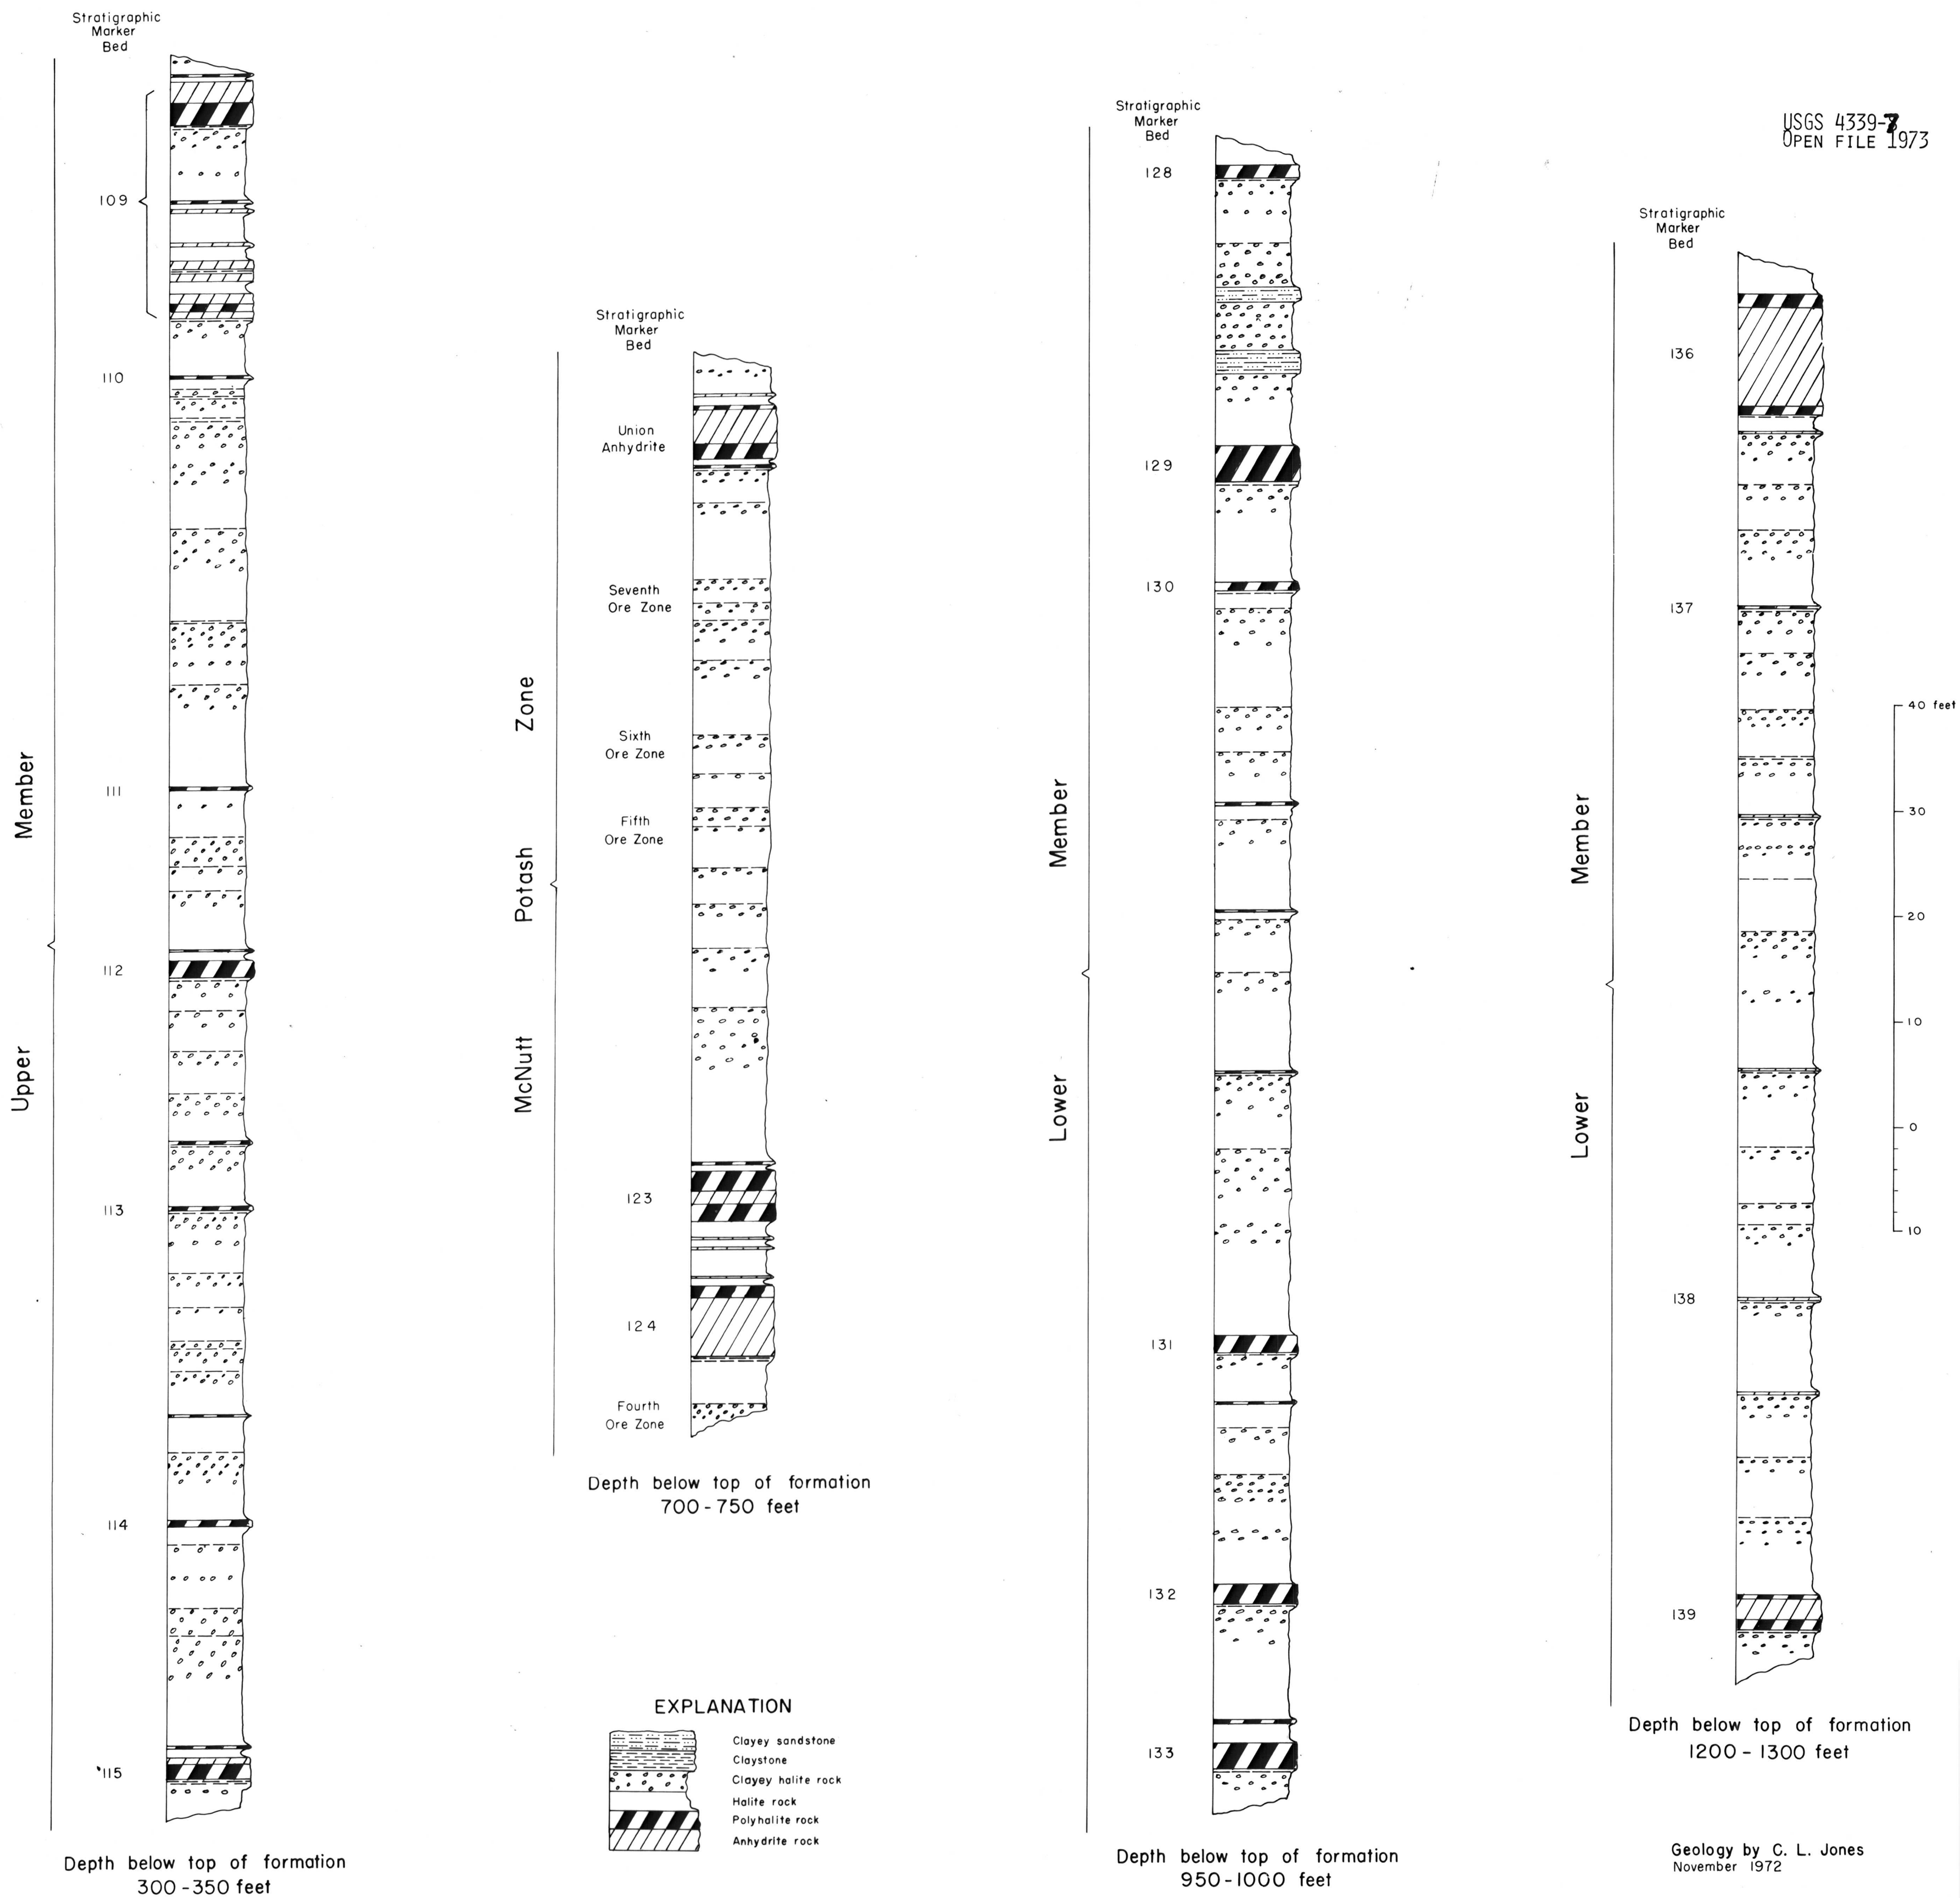 Stratigraphic
Marker
Bed
109
110
111
112
113
114
115
Upper Member
Depth below top of formation
300-350 feet
Stratigraphic
Marker
Bed
Union
Anhydrite
Seventh
Ore Zone
Sixth
Ore Zone
Fifth
Ore Zone
123
124
Fourth
Ore Zone
McNutt Potash Zone
Depth below top of formation
700-750 feet
EXPLANATION
Clayey sandstone
Claystone
Clayey halite rock
Halite rock
Polyhalite rock
Anhydrite rock
Stratigraphic
Marker
Bed
128
129
130
131
132
133
Lower Member
Depth below top of formation
950-1000 feet
USGS 4339-7
OPEN FILE 1973
Stratigraphic
Marker
Bed
136
137
138
139
Lower Member
40 feet
30
20
10
0
10
Depth below top of formation
1200-1300 feet
Geology by C. L. Jones
November 1972